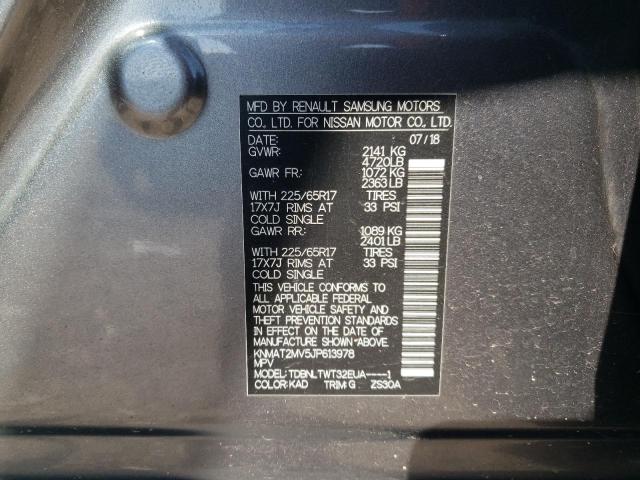 MFD BY RENAULT SAMSUNG MOTORS
CO., LTD. FOR NISSAN MOTOR CO., LTD.
DATE: 07/18
GVWR: 2141 KG
4720LB
GAWR FR: 1072 KG
2363LB
WITH 225/65R17 TIRES
17X7J RIMS AT 33 PSI
COLD SINGLE
GAWR RR: 1089 KG
2401LB
WITH 225/65R17 TIRES
17X7J RIMS AT 33 PSI
COLD SINGLE
THIS VEHICLE CONFORMS TO
ALL APPLICABLE FEDERAL
MOTOR VEHICLE SAFETY AND
THEFT PREVENTION STANDARDS
IN EFFECT ON THE DATE OF
MANUFACTURE SHOWN ABOVE.
KNMAT2MV5JP613978
MPV
MODEL: TDBNLTWT32EUA----1
COLOR: KAD TRIM: G ZS30A